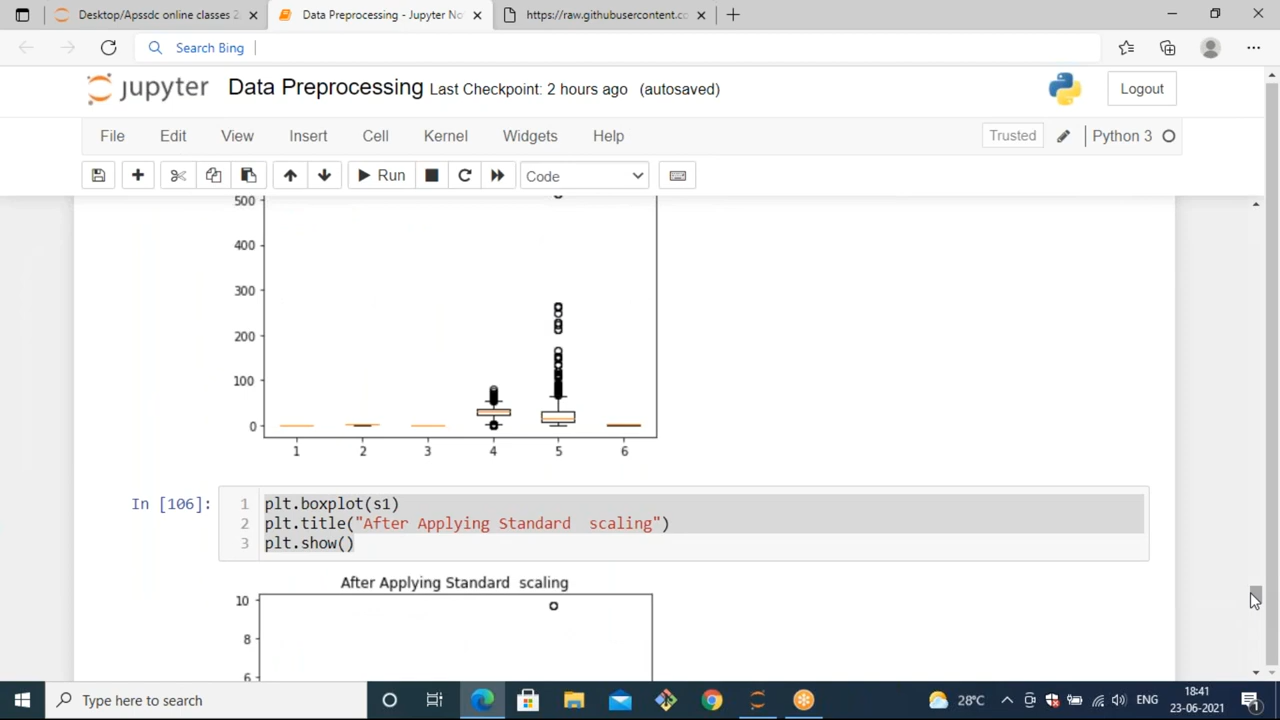 Desktop/Apssdc online classes 2
Data Preprocessing - Jupyter No
https://raw.githubusercontent.co
Search Bing
jupyter
Data Preprocessing Last Checkpoint: 2 hours ago (autosaved)
Logout
File Edit View Insert Cell Kernel Widgets Help
Trusted
Python 3
Run
Code
500
400
300
200
100
0
1 2 3 4 5 6
In [106]:
1 plt.boxplot(s1)
2 plt.title("After Applying Standard  scaling")
3 plt.show()
After Applying Standard  scaling
10
8
6
Type here to search
28°C
ENG
18:41
23-06-2021
1